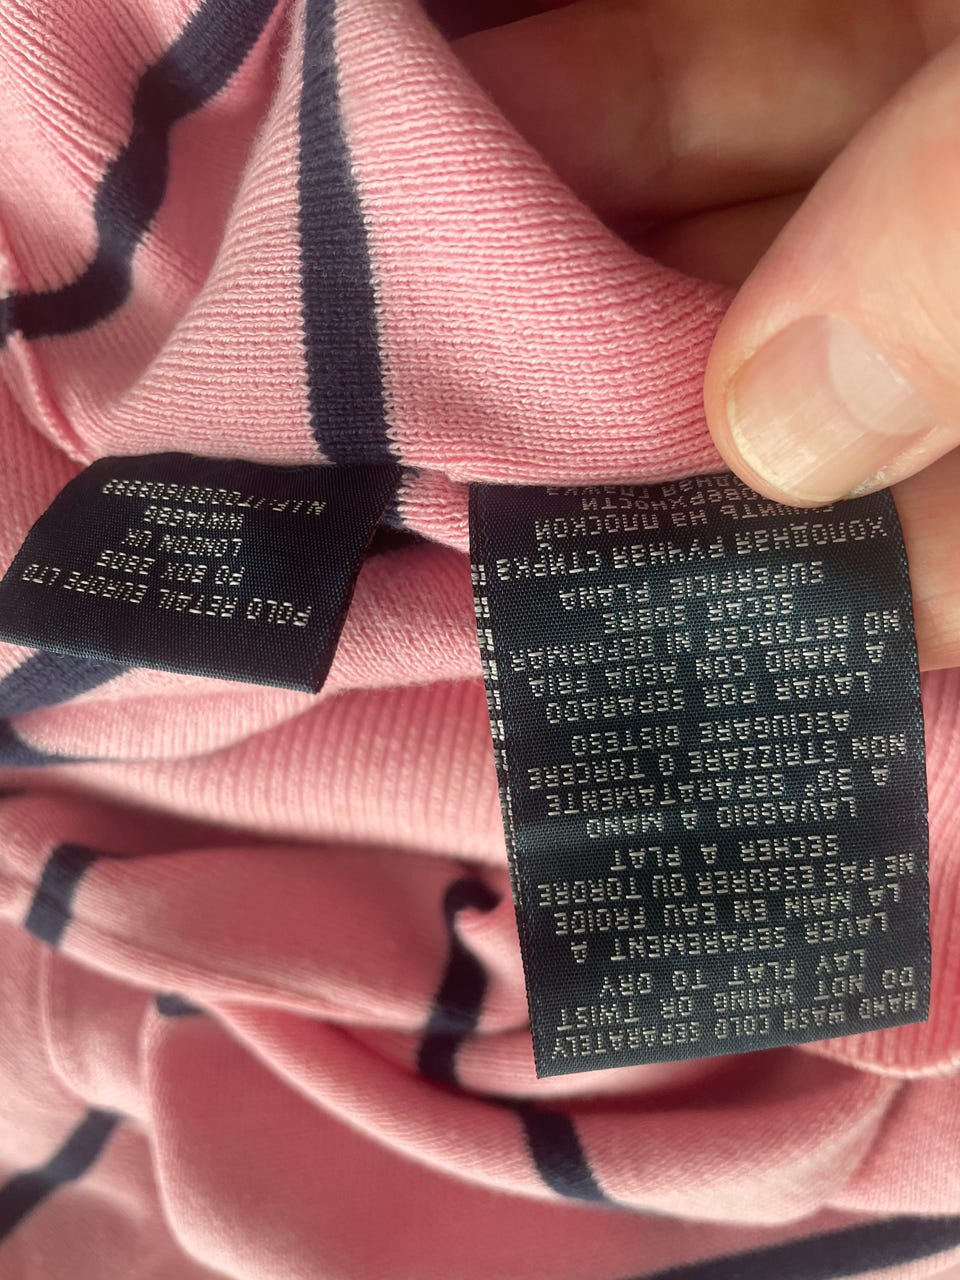 HAND WASH COLD SEPARATELY
DO NOT WRING OR TWIST
LAY FLAT TO DRY
LAVER SEPAREMENT A
LA MAIN EN EAU FROIDE
NE PAS ESSORER OU TORDRE
SECHER A PLAT
LAVAGGIO A MANO
A 30° SEPARATAMENTE
NON STRIZZARE O TORCERE
ASCIUGARE DISTESO
LAVAR POR SEPARADO
A MANO CON AGUA FRIA
NO RETORCER NI DEFORMAR
SECAR SOBRE
SUPERFICIE PLANA
ХОЛОДНАЯ РУЧНАЯ СТИРКА
СУШИТЬ НА ПЛОСКОЙ
ПОВЕРХНОСТИ
ГЛАЖКА
POLO RETAIL EUROPE LTD
PO BOX 3805
LONDON UK